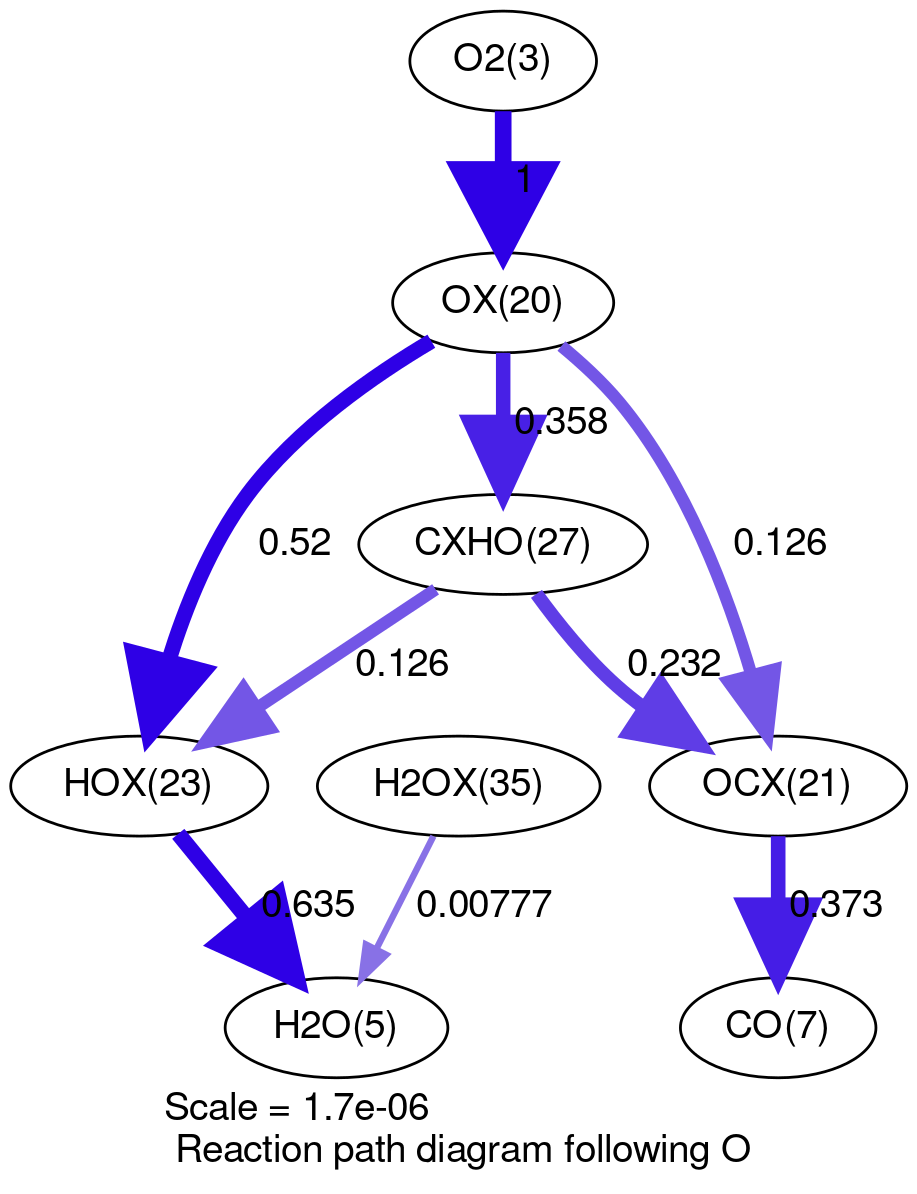 O2(3)
1
OX(20)
0.358
0.52
CXHO(27)
0.126
0.126
0.232
HOX(23)
H2OX(35)
OCX(21)
0.635
0.00777
0.373
H2O(5)
CO(7)
Scale = 1.7e-06
Reaction path diagram following O